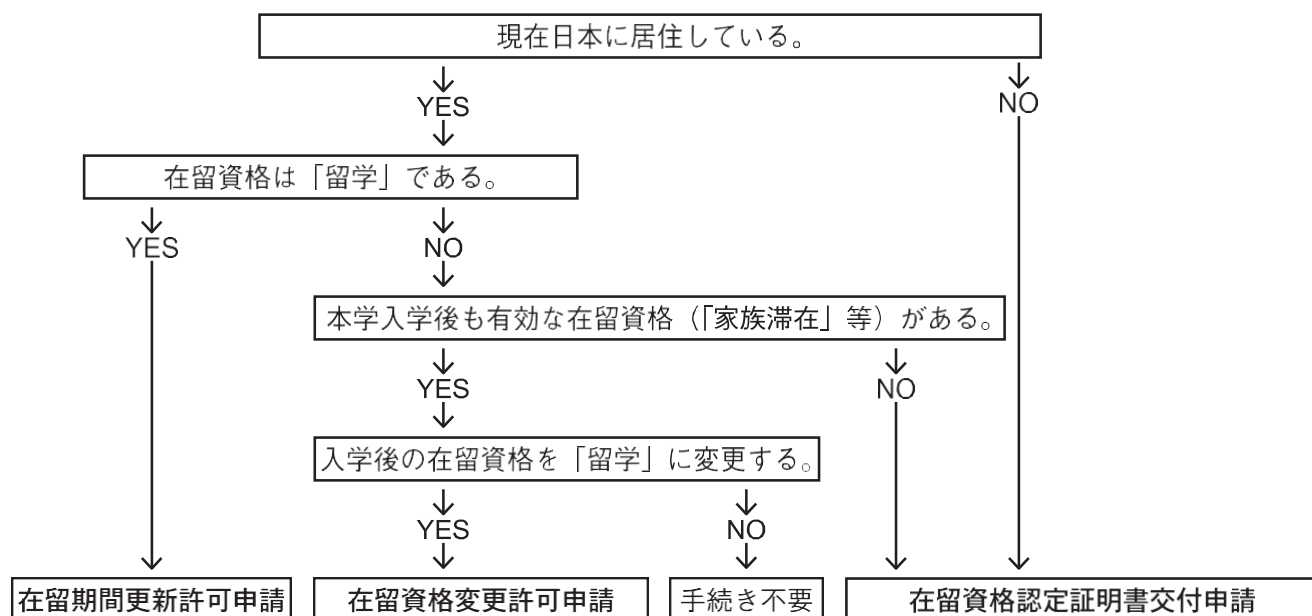 現在日本に居住している。
YES
NO
在留資格は「留学」である。
YES
NO
本学入学後も有効な在留資格（「家族滞在」等）がある。
YES
NO
入学後の在留資格を「留学」に変更する。
YES
NO
在留期間更新許可申請
在留資格変更許可申請
手続き不要
在留資格認定証明書交付申請